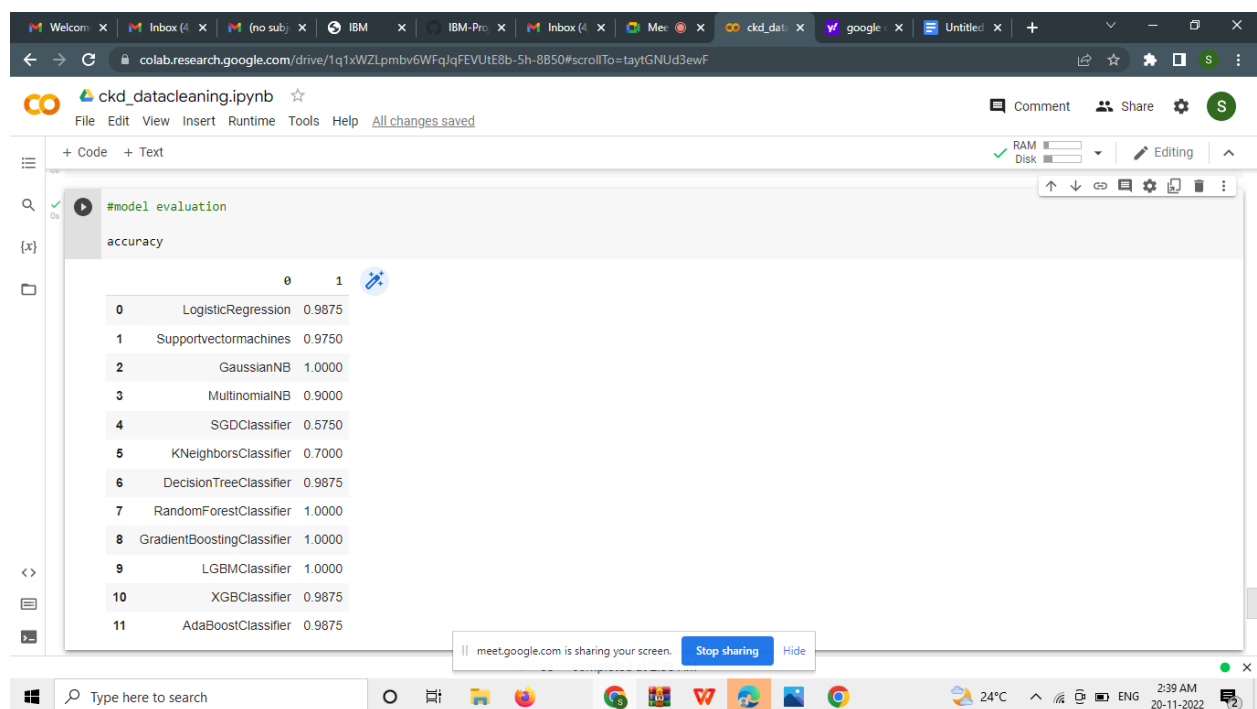 Welcom Inbox (4, (no subj IBM IBM-Pro Inbox (4, Mee ckd_dat google Untitled
colab.research.google.com/drive/1q1xWZLpmbv6WFqJqFEVUtE8b-5h-8B50#scrollTo=taytGNUd3ewF S
ckd_datacleaning.ipynb Comment Share S
File Edit View Insert Runtime Tools Help All changes saved
+ Code + Text RAM Disk Editing
0s #model evaluation
{x} accuracy
0 1
0 LogisticRegression 0.9875
1 Supportvectormachines 0.9750
2 GaussianNB 1.0000
3 MultinomialNB 0.9000
4 SGDClassifier 0.5750
5 KNeighborsClassifier 0.7000
6 DecisionTreeClassifier 0.9875
7 RandomForestClassifier 1.0000
8 GradientBoostingClassifier 1.0000
9 LGBMClassifier 1.0000
10 XGBClassifier 0.9875
11 AdaBoostClassifier 0.9875
meet.google.com is sharing your screen. Stop sharing Hide
Type here to search 24°C ENG 2:39 AM
20-11-2022